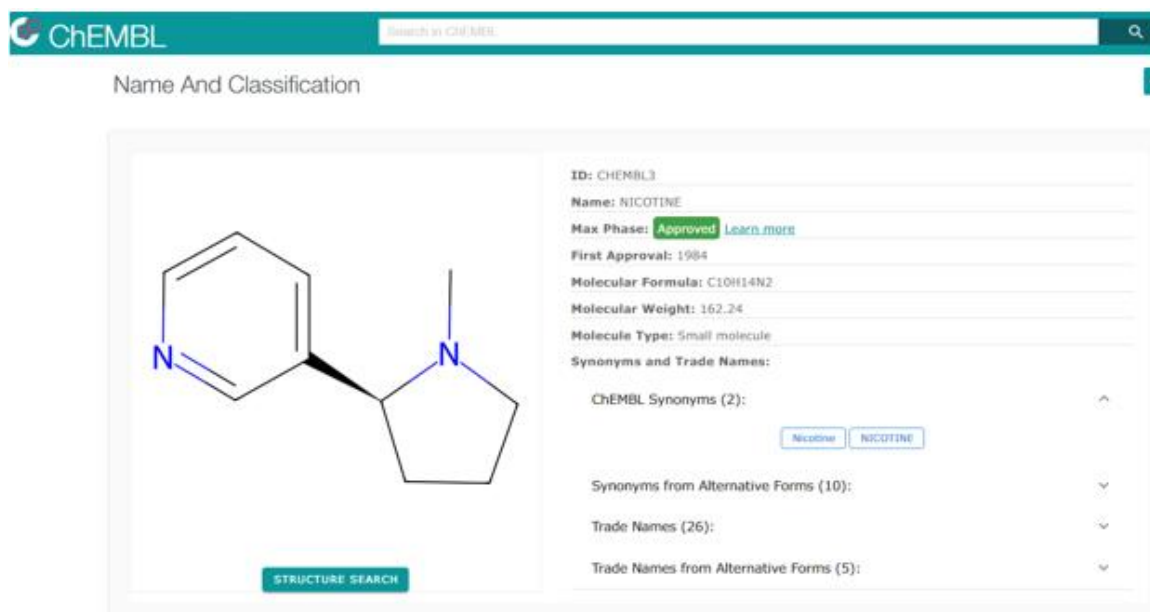 ChEMBL
Search in ChEMBL
Name And Classification
ID: CHEMBL3
Name: NICOTINE
Max Phase: Approved Learn more
First Approval: 1984
Molecular Formula: C10H14N2
Molecular Weight: 162.24
Molecule Type: Small molecule
Synonyms and Trade Names:
ChEMBL Synonyms (2):
Nicotine NICOTINE
Synonyms from Alternative Forms (10):
Trade Names (26):
Trade Names from Alternative Forms (5):
N
N
STRUCTURE SEARCH